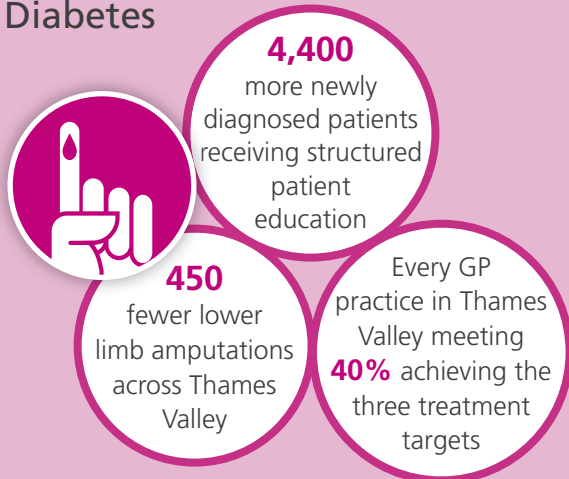 Diabetes
4,400
more newly
diagnosed patients
receiving structured
patient
education
450
fewer lower
limb amputations
across Thames
Valley
Every GP
practice in Thames
Valley meeting
40% achieving the
three treatment
targets